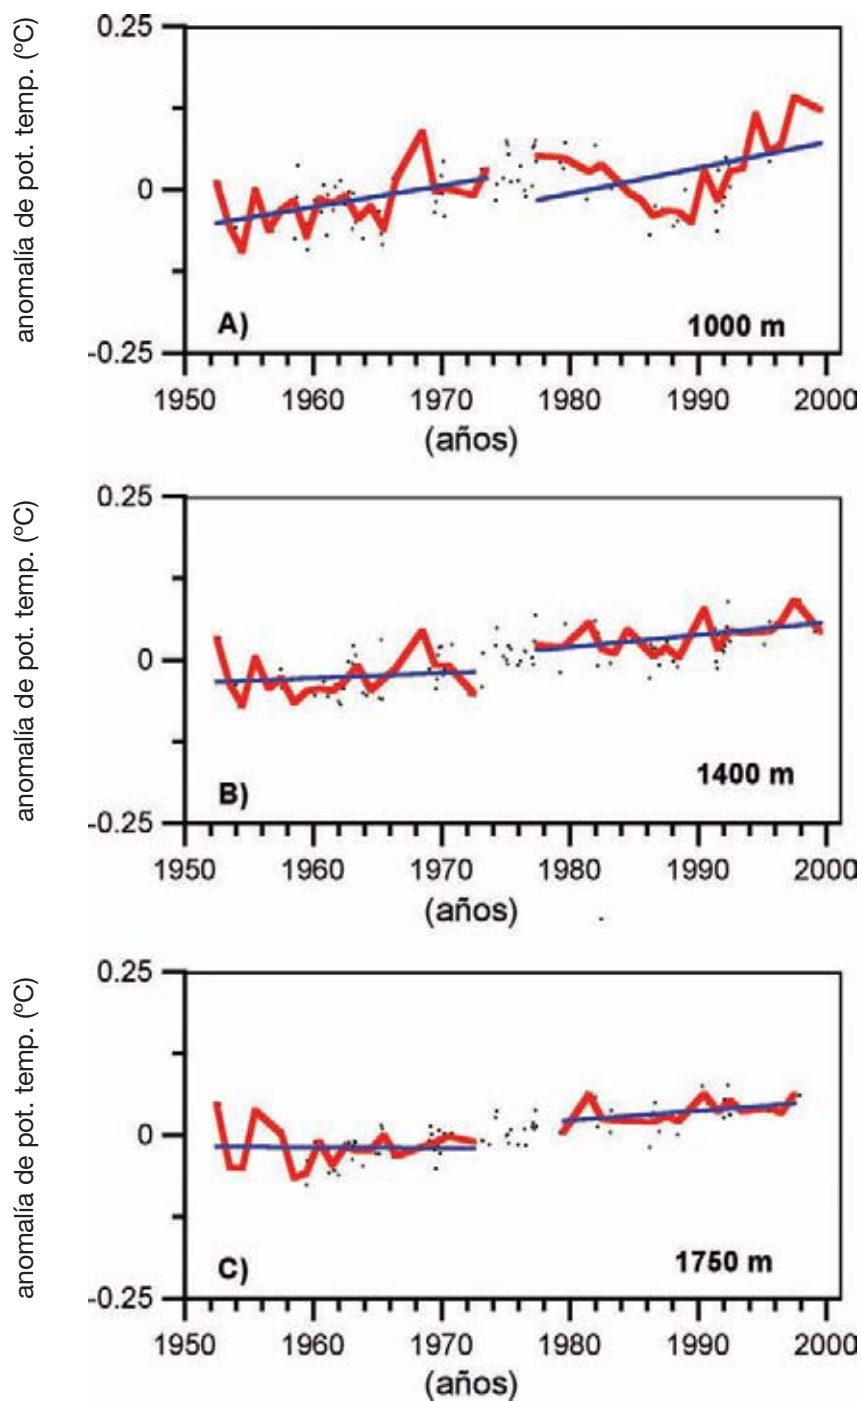 anomalía de pot. temp. (ºC)
0.25
0
-0.25
A)
1000 m
1950 1960 1970 1980 1990 2000
(años)
anomalía de pot. temp. (ºC)
0.25
0
-0.25
B)
1400 m
1950 1960 1970 1980 1990 2000
(años)
anomalía de pot. temp. (ºC)
0.25
0
-0.25
C)
1750 m
1950 1960 1970 1980 1990 2000
(años)